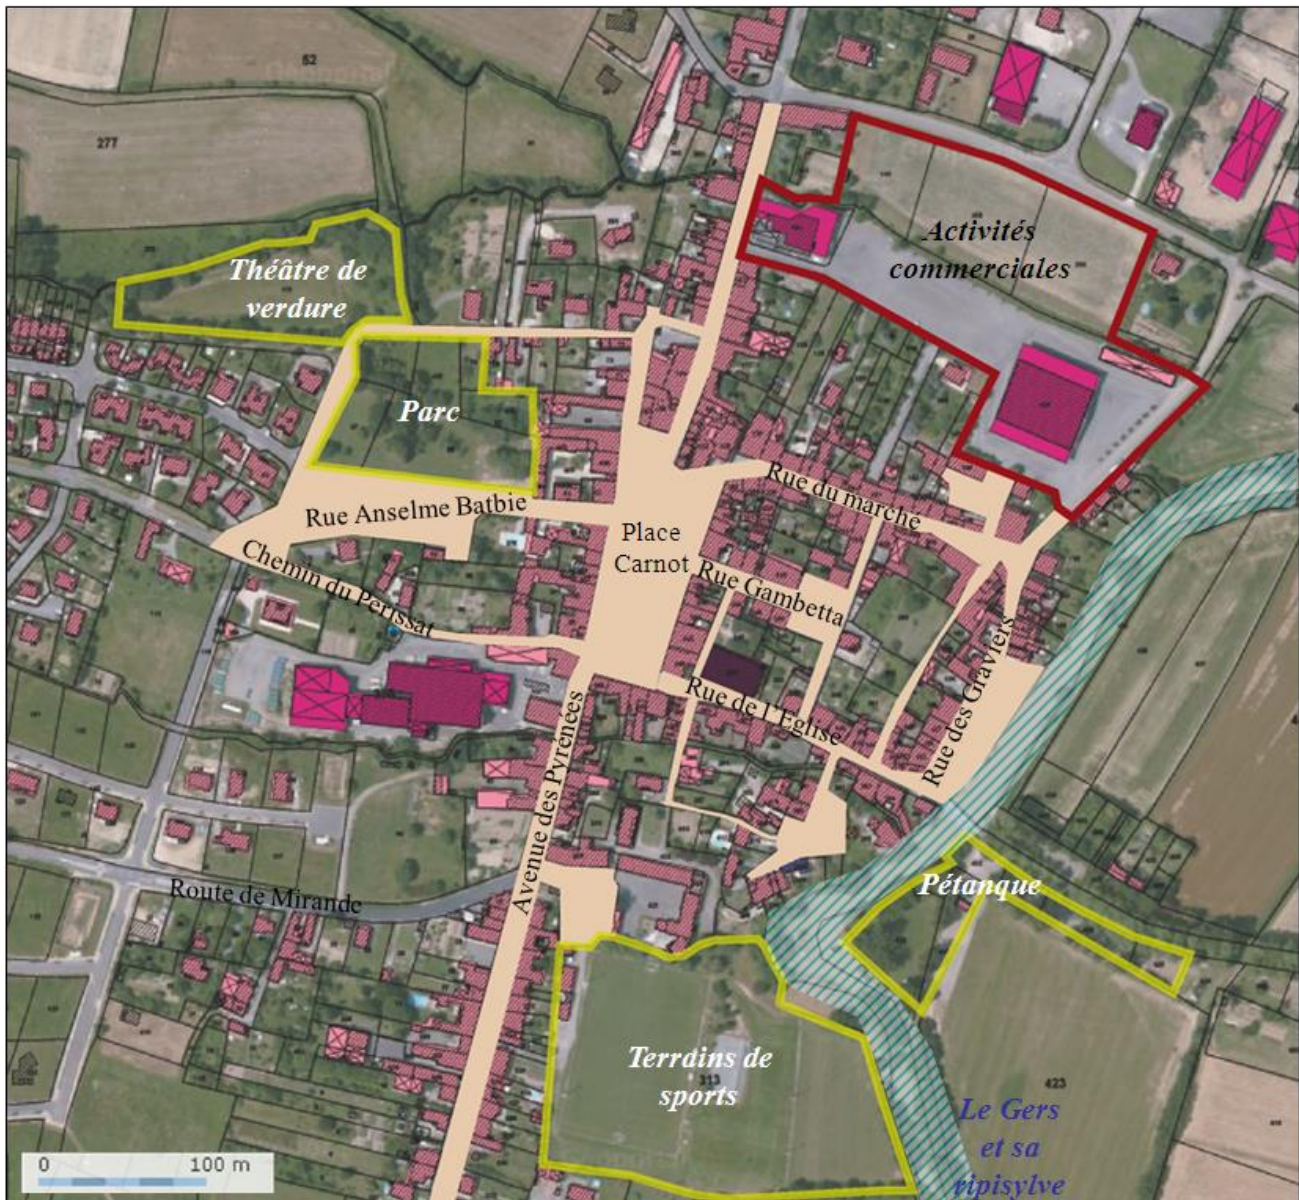 52
277
Activités
commerciales
Théâtre de
verdure
Parc
Rue du marché
Rue Anselme Batbie
Place
Carnot
Chemin du Perissat
Rue Gambetta
Rue des Graviers
Rue de l'Eglise
Avenue des Pyrénées
Route de Mirande
Pétanque
Terrains de
313
sports
423
Le Gers
et sa
ripisylve
0 100 m